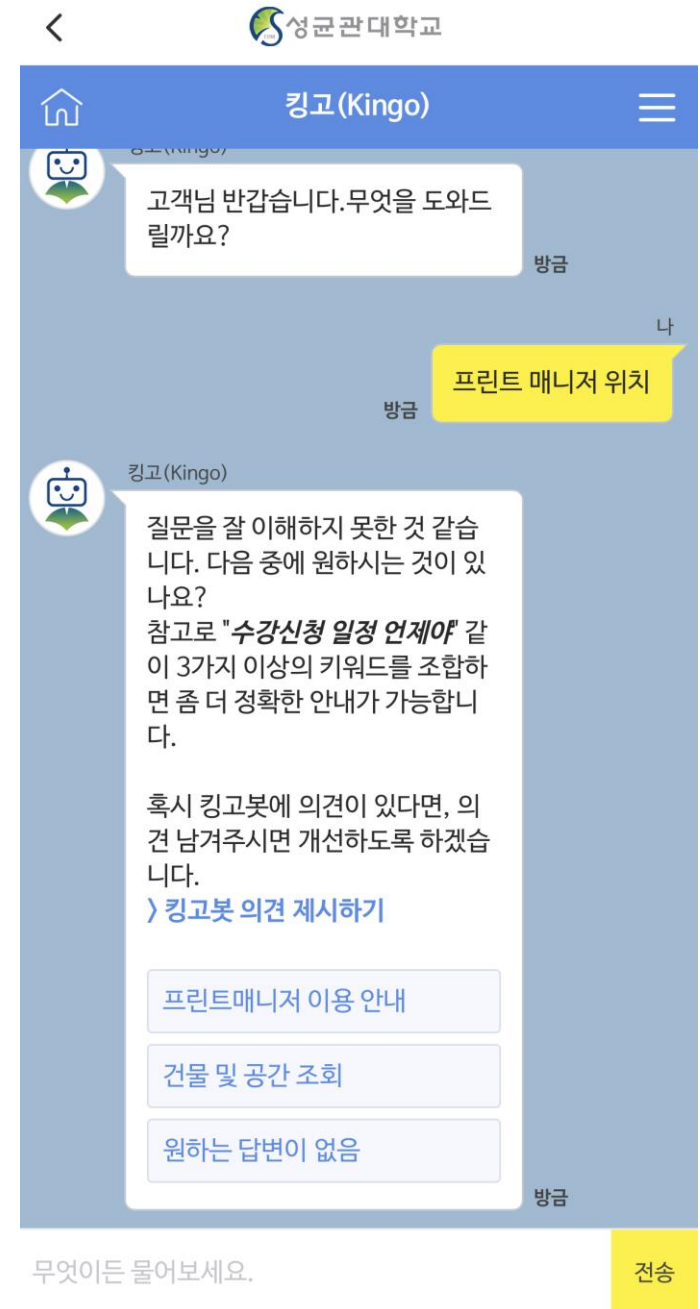 성균관대학교
킹고(Kingo)
킹고(Kingo)
고객님 반갑습니다.무엇을 도와드
릴까요?
방금
나
프린트 매니저 위치
방금
킹고(Kingo)
질문을 잘 이해하지 못한 것 같습
니다. 다음 중에 원하시는 것이 있
나요?
참고로 "수강신청 일정 언제야" 같
이 3가지 이상의 키워드를 조합하
면 좀 더 정확한 안내가 가능합니
다.
혹시 킹고봇에 의견이 있다면, 의
견 남겨주시면 개선하도록 하겠습
니다.
> 킹고봇 의견 제시하기
프린트매니저 이용 안내
건물 및 공간 조회
원하는 답변이 없음
방금
무엇이든 물어보세요.
전송